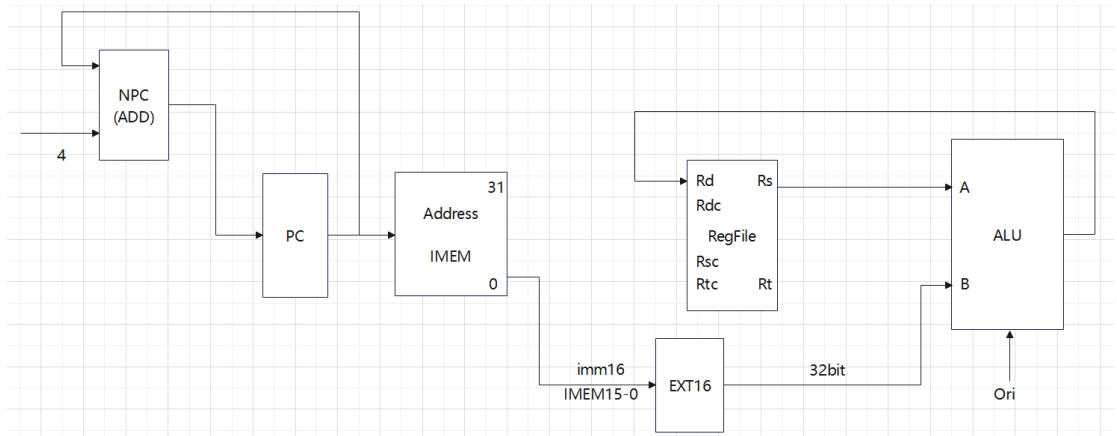 NPC
(ADD)
4
PC
31
Address
IMEM
0
imm16
IMEM15-0
EXT16
32bit
Rd Rs
Rdc
RegFile
Rsc
Rtc Rt
A
ALU
B
Ori